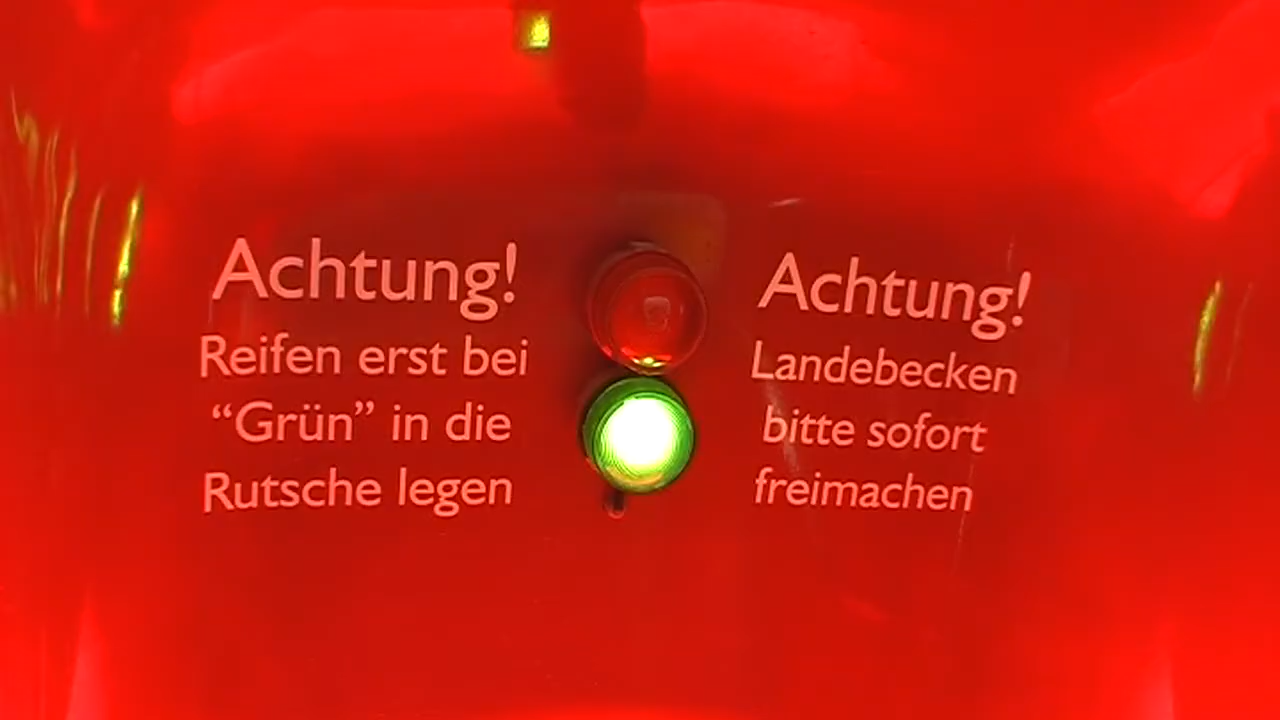 Achtung!
Reifen erst bei
“Grün” in die
Rutsche legen
Achtung!
Landebecken
bitte sofort
freimachen